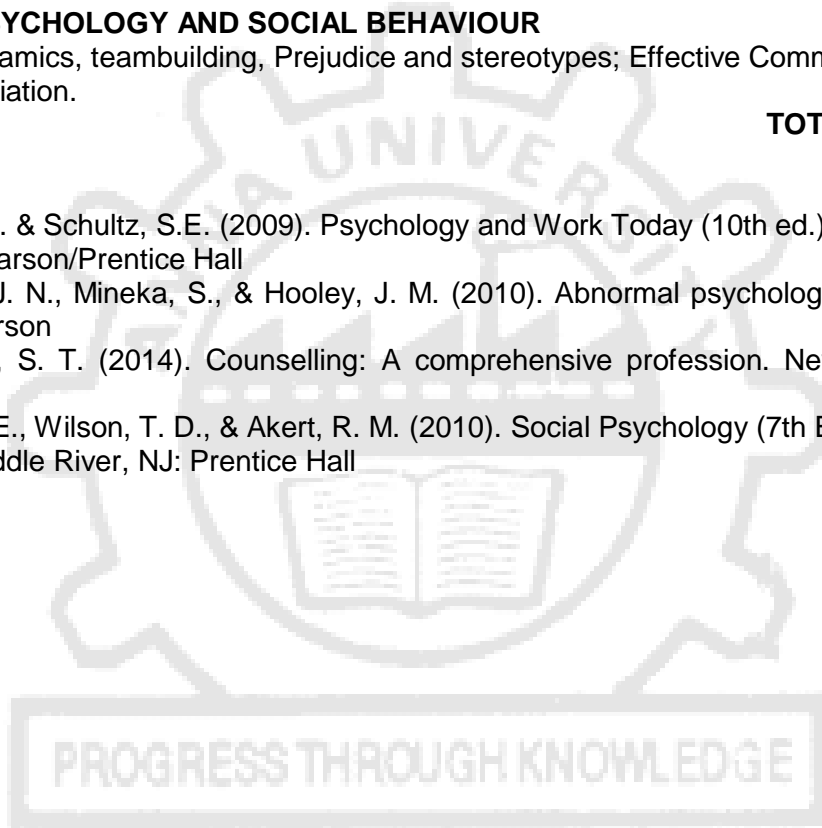 YCHOLOGY AND SOCIAL BEHAVIOUR
amics, teambuilding, Prejudice and stereotypes; Effective Comm
iation.
TOT
. & Schultz, S.E. (2009). Psychology and Work Today (10th ed.)
arson/Prentice Hall
J. N., Mineka, S., & Hooley, J. M. (2010). Abnormal psycholog
rson
, S. T. (2014). Counselling: A comprehensive profession. Ne
E., Wilson, T. D., & Akert, R. M. (2010). Social Psychology (7th E
ddle River, NJ: Prentice Hall
NNA UNIVERSITY
PROGRESS THROUGH KNOWLEDGE